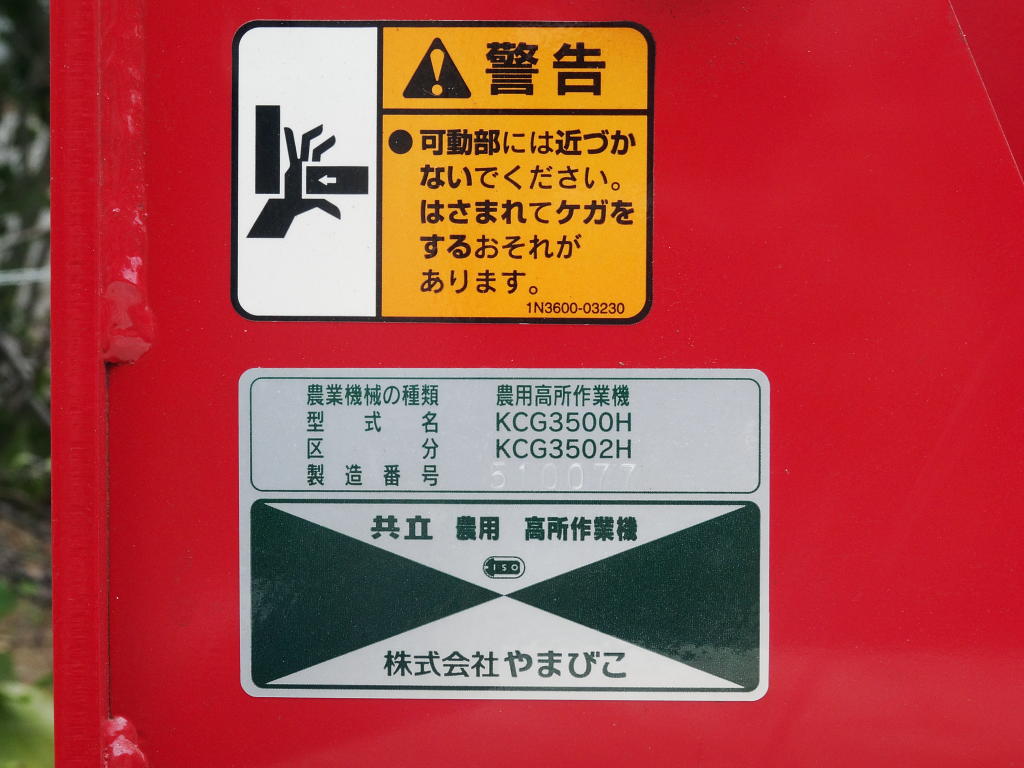 警告
●可動部には近づか
ないでください。
はさまれてケガを
するおそれが
あります。
1N3600-03230
農業機械の種類 農用高所作業機
型式名 KCG3500H
区分 KCG3502H
製造番号 510077
共立 農用 高所作業機
ISO
株式会社やまびこ